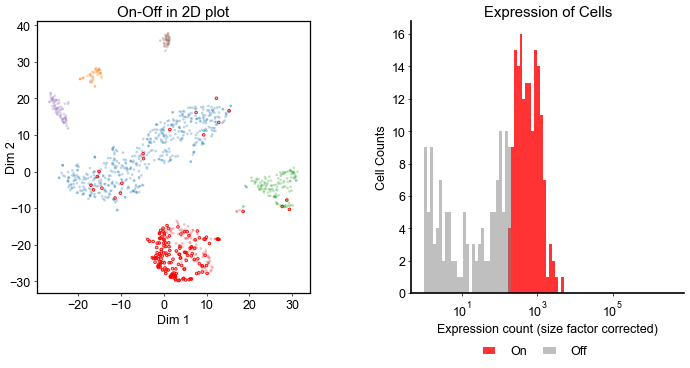 On-Off in 2D plot
Dim 2
40
30
20
10
0
−10
−20
−30
−20 −10 0 10 20 30
Dim 1
Expression of Cells
Cell Counts
16
14
12
10
8
6
4
2
0
10¹ 10³ 10⁵
Expression count (size factor corrected)
On Off